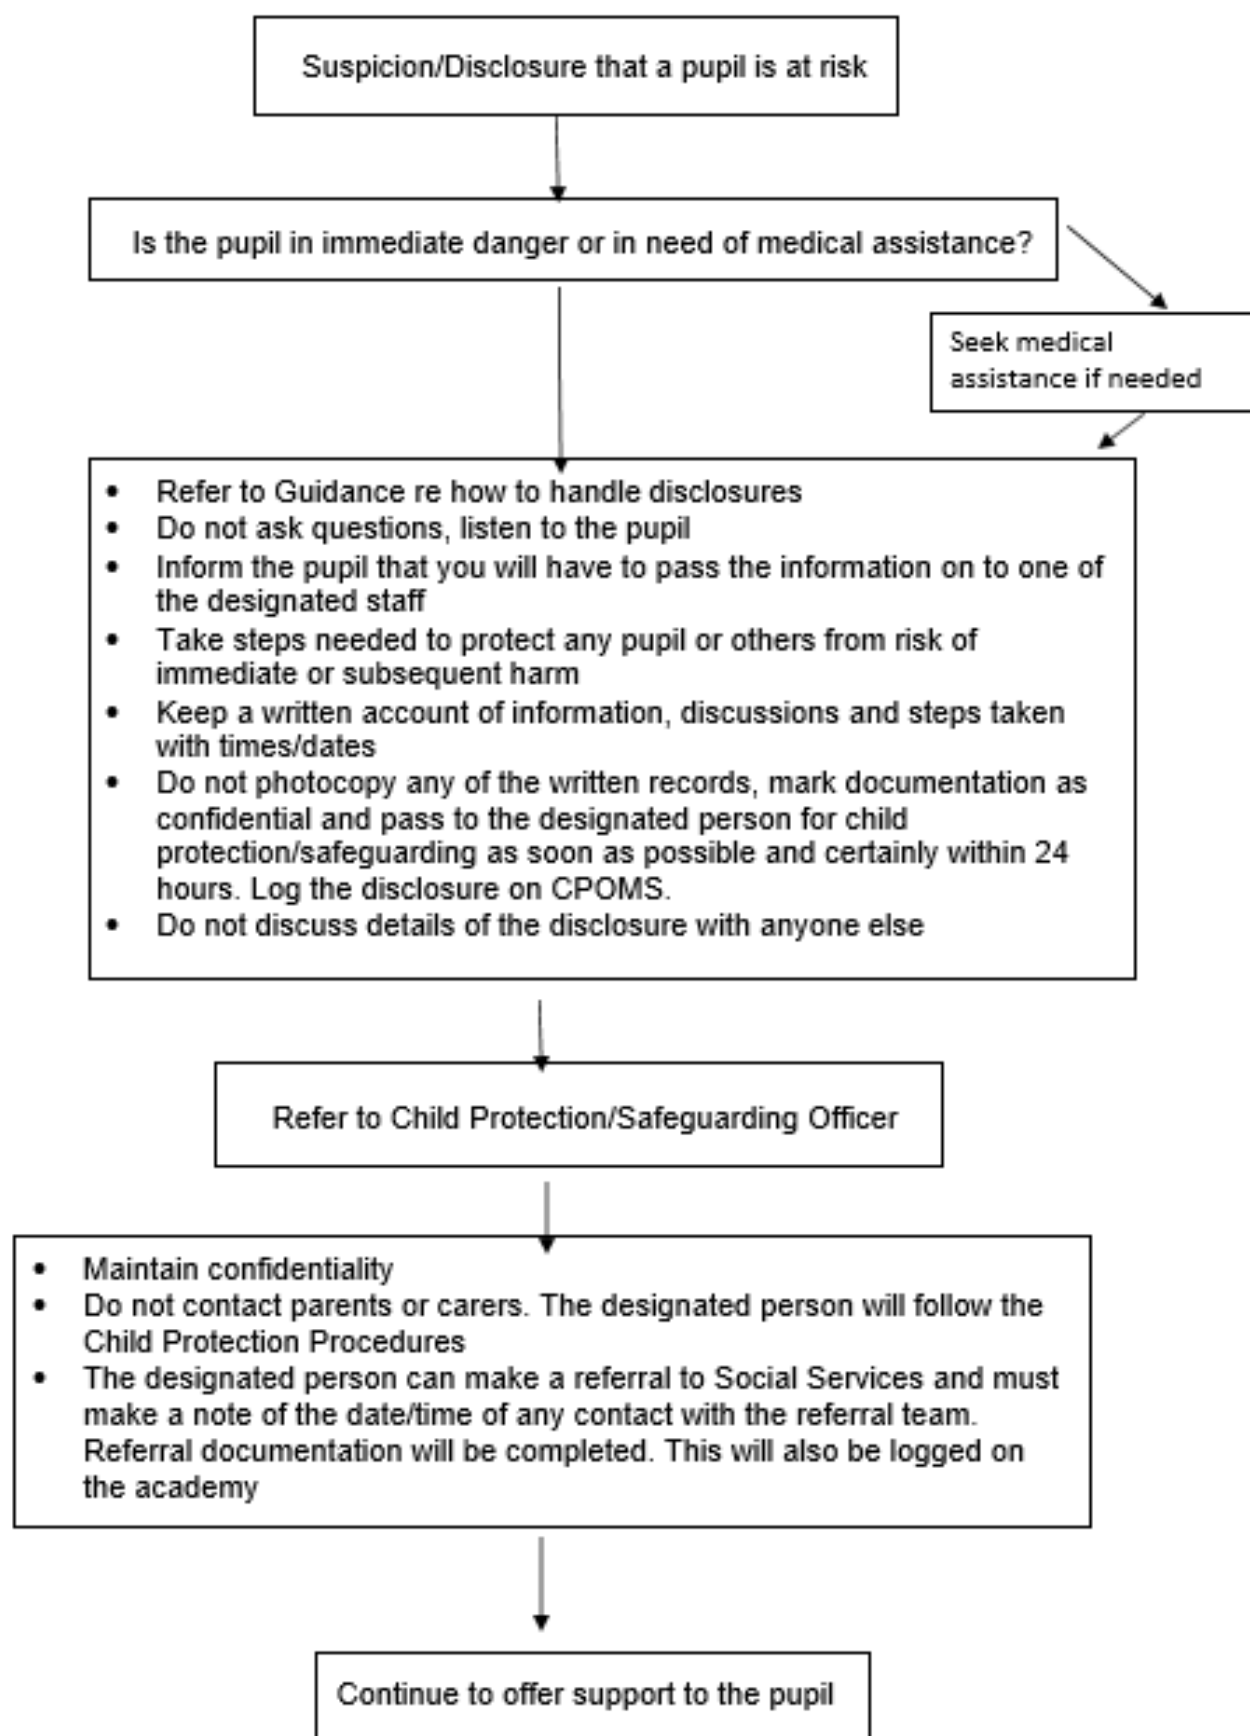 Suspicion/Disclosure that a pupil is at risk
Is the pupil in immediate danger or in need of medical assistance?
Seek medical
assistance if needed
• Refer to Guidance re how to handle disclosures
• Do not ask questions, listen to the pupil
• Inform the pupil that you will have to pass the information on to one of
the designated staff
• Take steps needed to protect any pupil or others from risk of
immediate or subsequent harm
• Keep a written account of information, discussions and steps taken
with times/dates
• Do not photocopy any of the written records, mark documentation as
confidential and pass to the designated person for child
protection/safeguarding as soon as possible and certainly within 24
hours. Log the disclosure on CPOMS.
• Do not discuss details of the disclosure with anyone else
Refer to Child Protection/Safeguarding Officer
• Maintain confidentiality
• Do not contact parents or carers. The designated person will follow the
Child Protection Procedures
• The designated person can make a referral to Social Services and must
make a note of the date/time of any contact with the referral team.
Referral documentation will be completed. This will also be logged on
the academy
Continue to offer support to the pupil